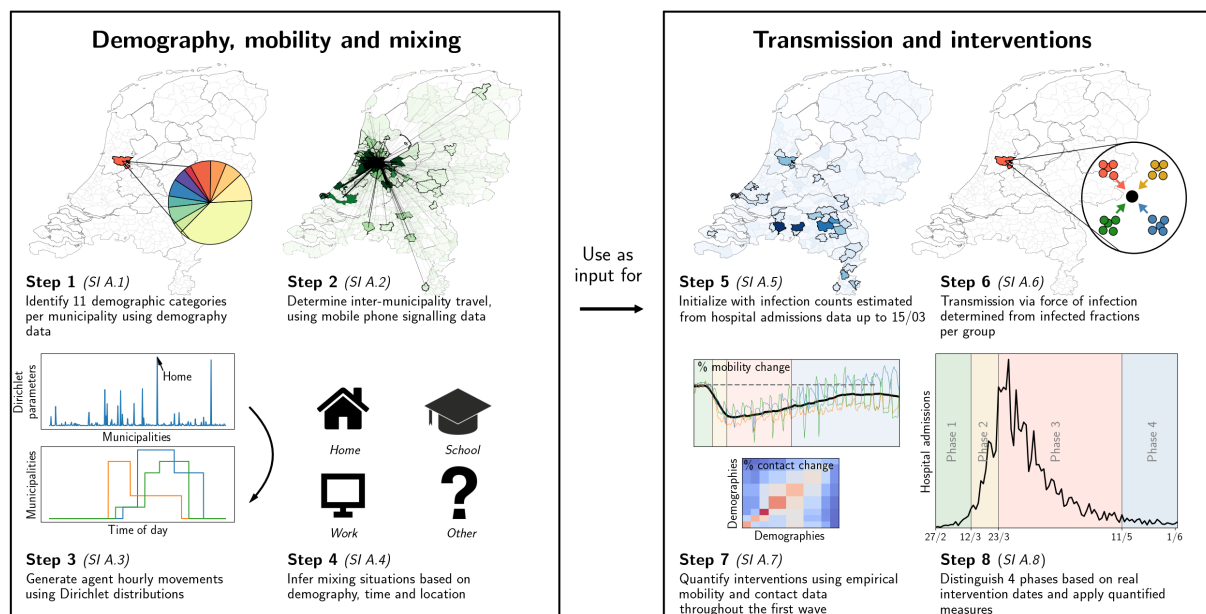 Demography, mobility and mixing
Step 1 (SI A.1)
Identify 11 demographic categories
per municipality using demography
data
Step 2 (SI A.2)
Determine inter-municipality travel,
using mobile phone signalling data
Dirichlet
parameters
Home
Municipalities
Municipalities
Time of day
Home
School
Work
Other
Step 3 (SI A.3)
Generate agent hourly movements
using Dirichlet distributions
Step 4 (SI A.4)
Infer mixing situations based on
demography, time and location
Use as
input for
Transmission and interventions
Step 5 (SI A.5)
Initialize with infection counts estimated
from hospital admissions data up to 15/03
Step 6 (SI A.6)
Transmission via force of infection
determined from infected fractions
per group
% mobility change
% contact change
Demographies
Demographies
Hospital admissions
Phase 1
Phase 2
Phase 3
Phase 4
27/2
12/3
23/3
11/5
1/6
Step 7 (SI A.7)
Quantify interventions using empirical
mobility and contact data
throughout the first wave
Step 8 (SI A.8)
Distinguish 4 phases based on real
intervention dates and apply quantified
measures